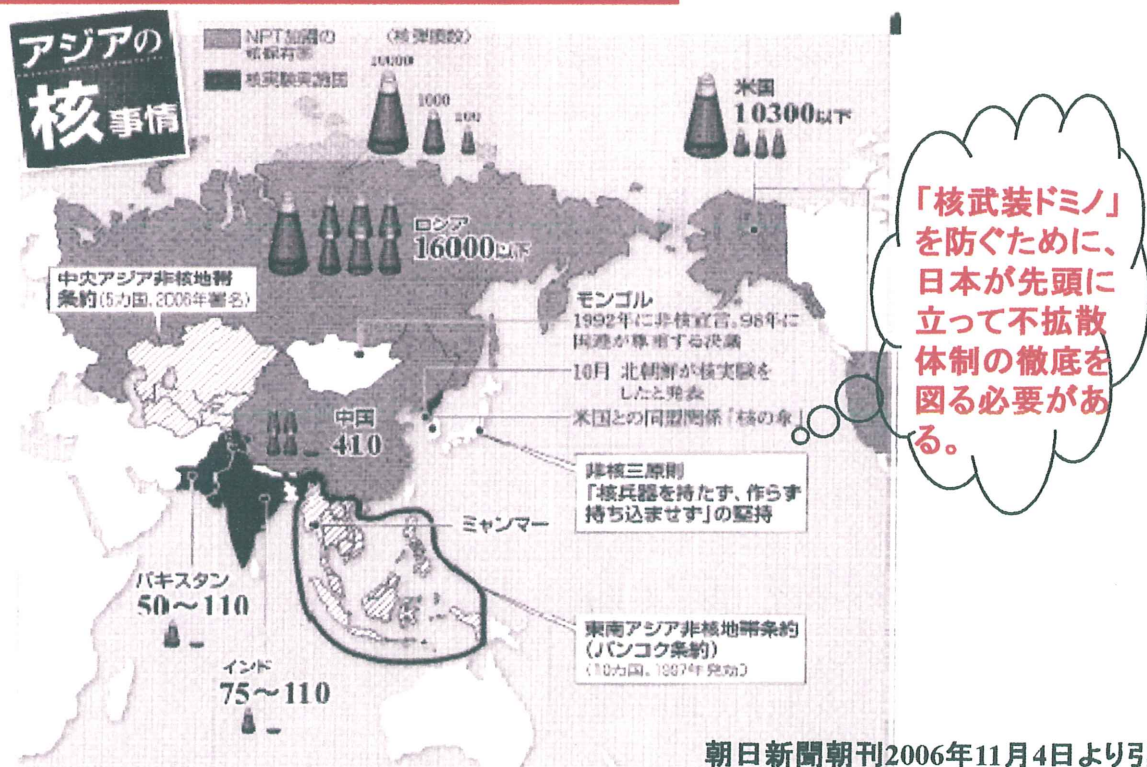 アジアの
核事情
NPT加盟の
核保有国
核実験実施国
(核弾頭数)
10000
1000
100
米国
10300以下
ロシア
16000以下
中央アジア非核地帯
条約(5カ国、2006年署名)
モンゴル
1992年に非核宣言。98年に
国連が尊重する決議
10月 北朝鮮が核実験を
したと発表
米国との同盟関係「核の傘」
中国
410
非核三原則
「核兵器を持たず、作らず
持ち込ませず」の堅持
ミャンマー
パキスタン
50〜110
インド
75〜110
東南アジア非核地帯条約
(バンコク条約)
(10カ国、1997年発効)
「核武装ドミノ」
を防ぐために、
日本が先頭に
立って不拡散
体制の徹底を
図る必要があ
る。
朝日新聞朝刊2006年11月4日より引